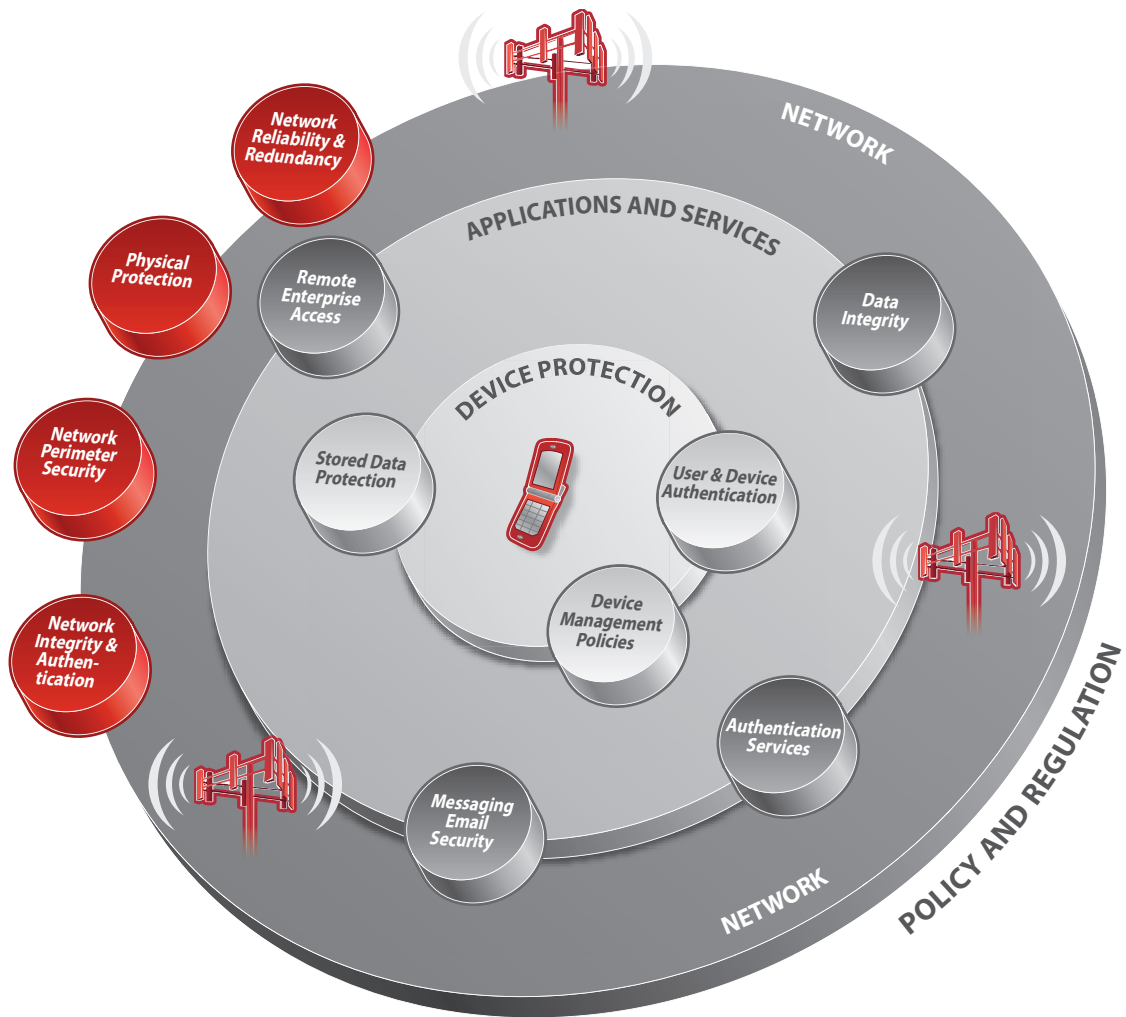 NETWORK
Network
Reliability &
Redundancy
APPLICATIONS AND SERVICES
Physical
Protection
Remote
Enterprise
Access
Data
Integrity
DEVICE PROTECTION
Network
Perimeter
Security
Stored Data
Protection
User & Device
Authentication
Device
Management
Policies
Network
Integrity &
Authen-
tication
Authentication
Services
Messaging
Email
Security
NETWORK
POLICY AND REGULATION